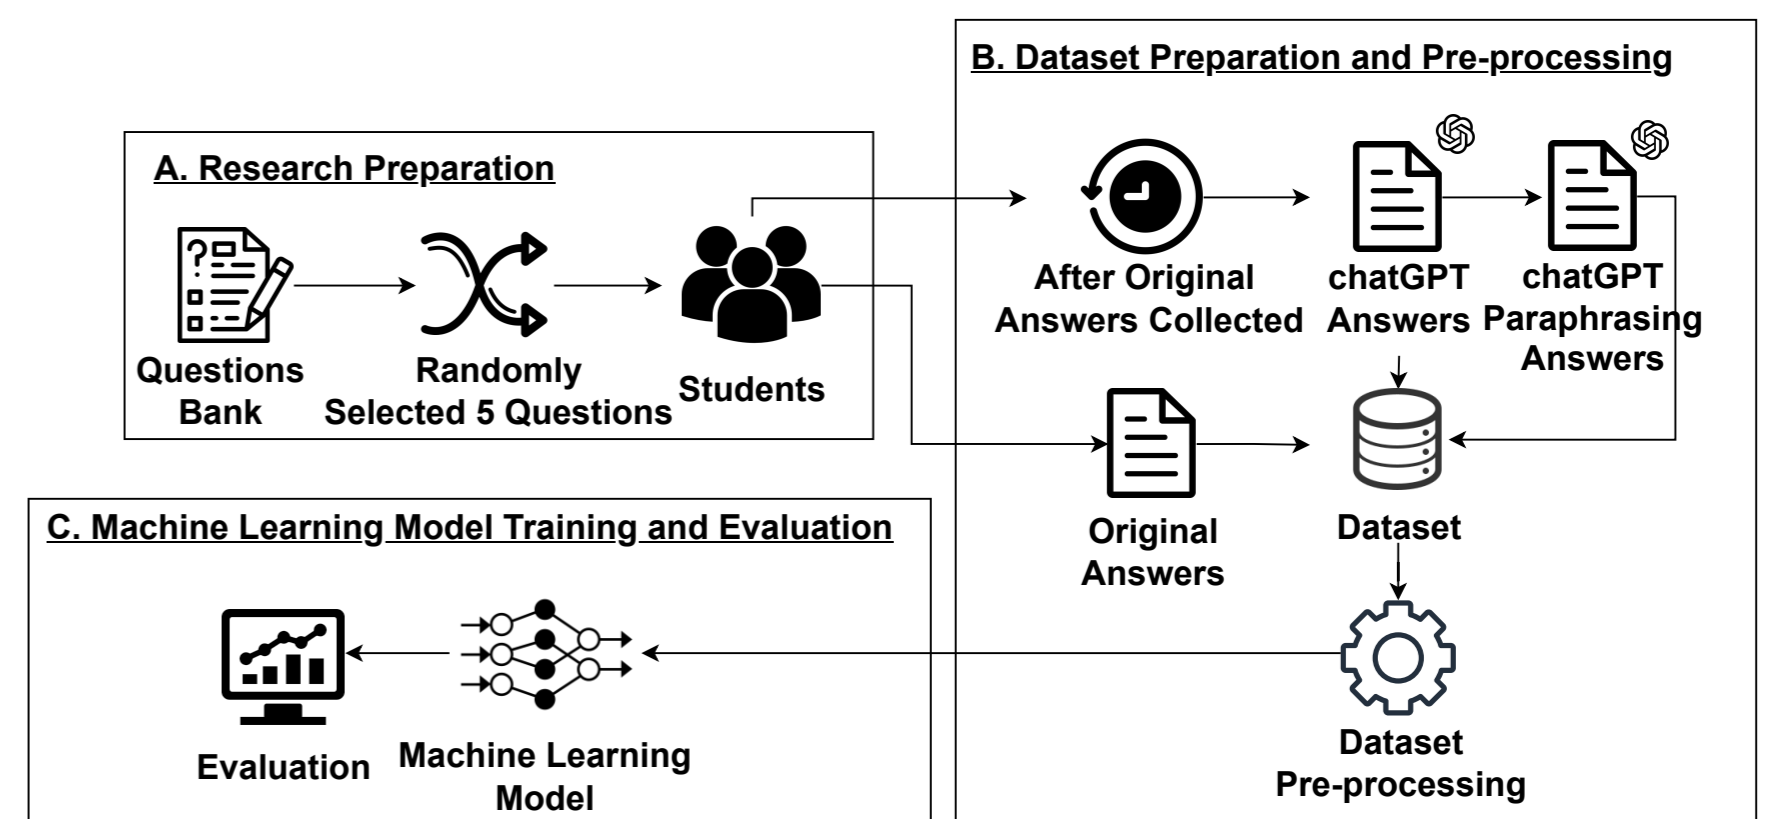 A. Research Preparation
Questions
Bank
Randomly
Selected 5 Questions
Students
B. Dataset Preparation and Pre-processing
After Original
Answers Collected
chatGPT
Answers
chatGPT
Paraphrasing
Answers
Original
Answers
Dataset
Dataset
Pre-processing
C. Machine Learning Model Training and Evaluation
Evaluation
Machine Learning
Model